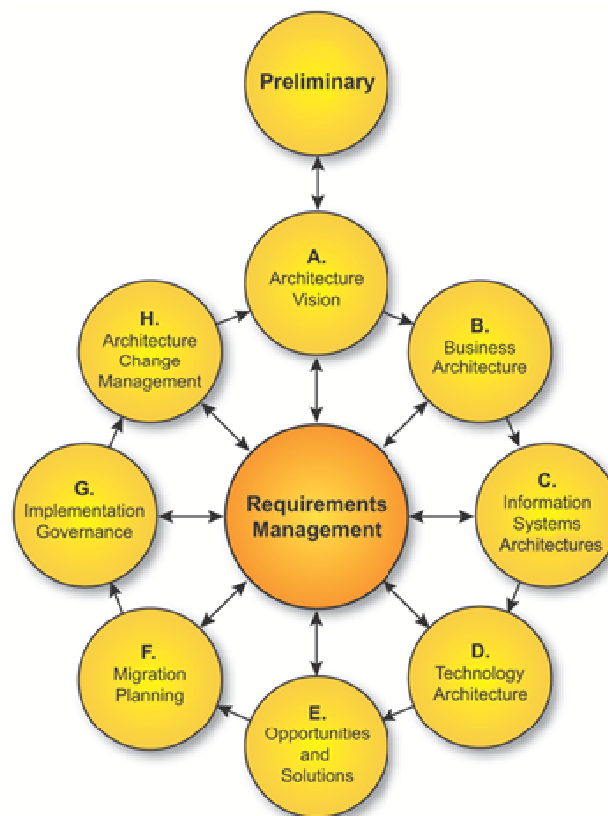 Preliminary
A.
Architecture
Vision
B.
Business
Architecture
C.
Information
Systems
Architectures
D.
Technology
Architecture
E.
Opportunities
and
Solutions
F.
Migration
Planning
G.
Implementation
Governance
H.
Architecture
Change
Management
Requirements
Management